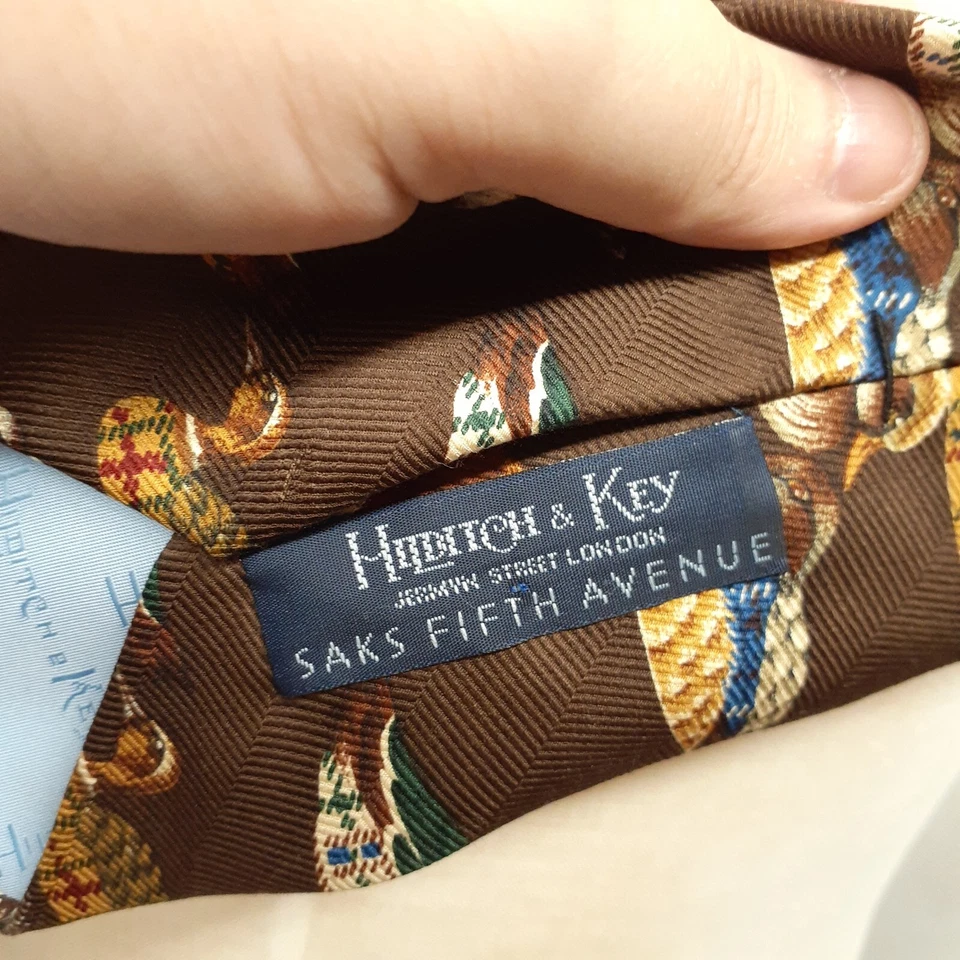 HILDITCH & KEY
JERMYN STREET LONDON
SAKS FIFTH AVENUE